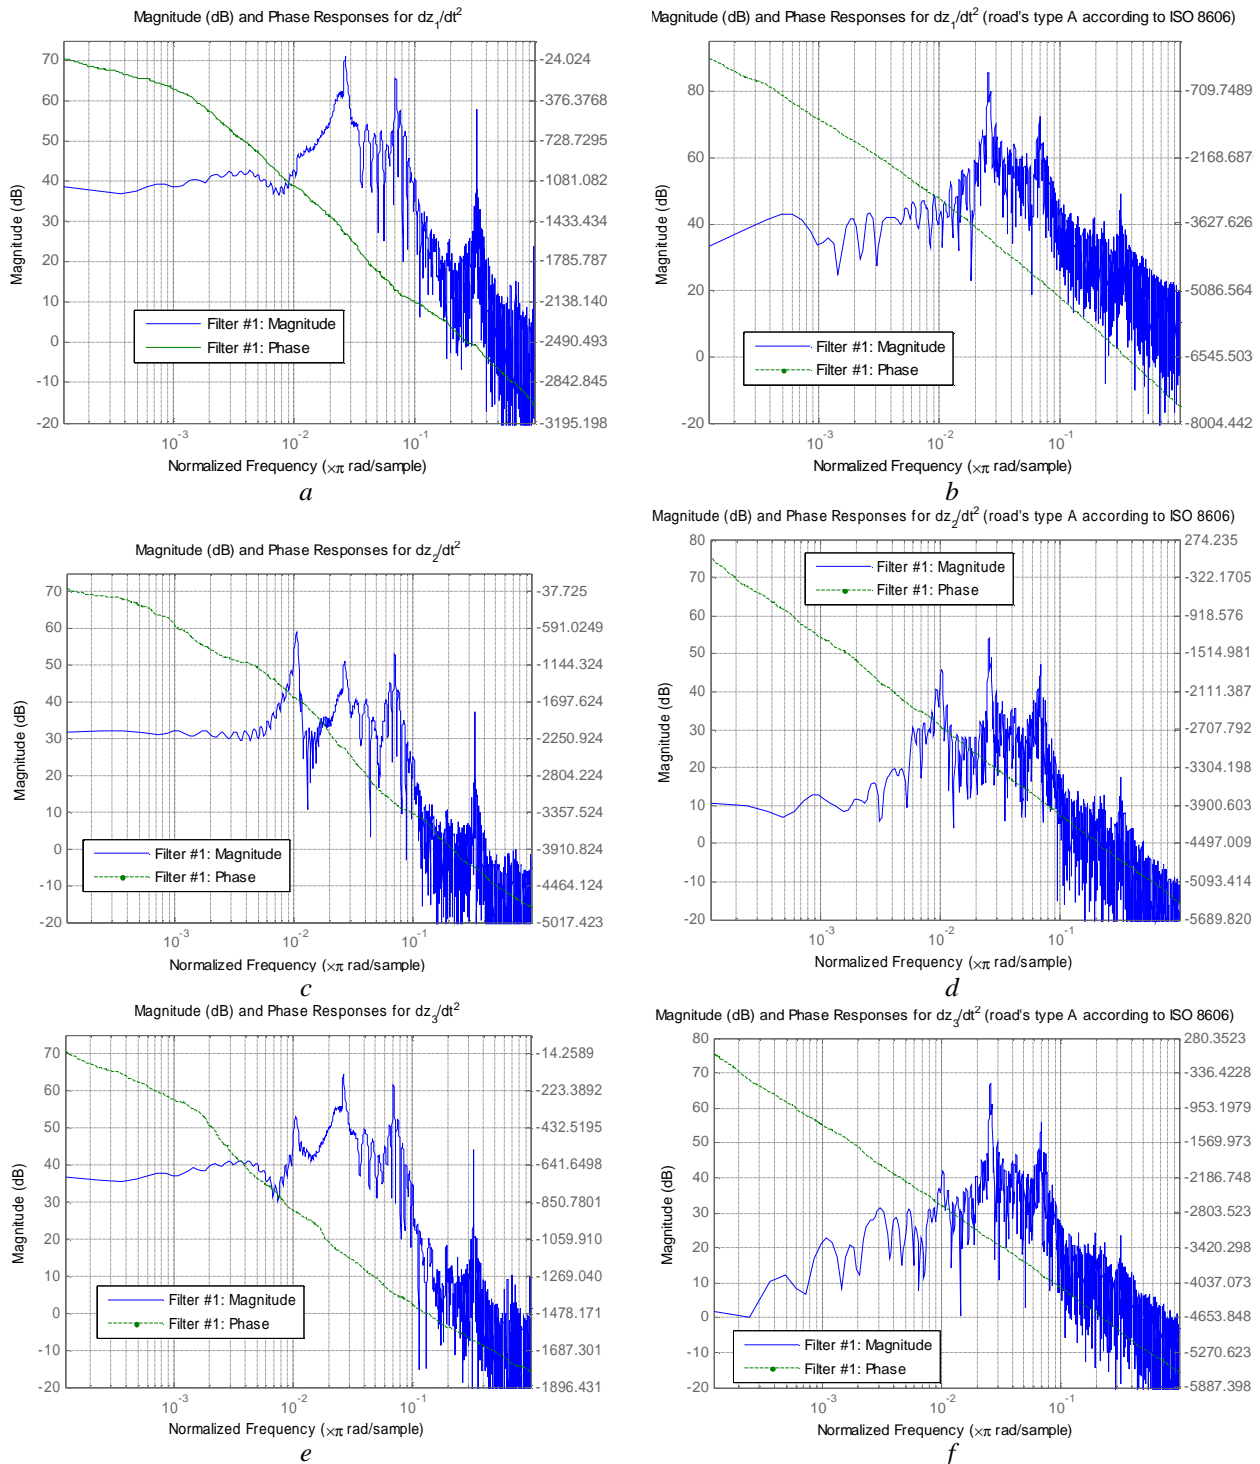 Magnitude (dB) and Phase Responses for dz₁/dt²
Magnitude (dB)
70
60
50
40
30
20
10
0
-10
-20
-24.024
-376.3768
-728.7295
-1081.082
-1433.434
-1785.787
-2138.140
-2490.493
-2842.845
-3195.198
Filter #1: Magnitude
Filter #1: Phase
10⁻³ 10⁻² 10⁻¹
Normalized Frequency (×π rad/sample)
a
Magnitude (dB) and Phase Responses for dz₁/dt² (road's type A according to ISO 8606)
Magnitude (dB)
80
60
40
20
0
-20
-709.7489
-2168.687
-3627.626
-5086.564
-6545.503
-8004.442
Filter #1: Magnitude
Filter #1: Phase
10⁻³ 10⁻² 10⁻¹
Normalized Frequency (×π rad/sample)
b
Magnitude (dB) and Phase Responses for dz₂/dt²
Magnitude (dB)
70
60
50
40
30
20
10
0
-10
-20
-37.725
-591.0249
-1144.324
-1697.624
-2250.924
-2804.224
-3357.524
-3910.824
-4464.124
-5017.423
Filter #1: Magnitude
Filter #1: Phase
10⁻³ 10⁻² 10⁻¹
Normalized Frequency (×π rad/sample)
c
Magnitude (dB) and Phase Responses for dz₂/dt² (road's type A according to ISO 8606)
Magnitude (dB)
80
70
60
50
40
30
20
10
0
-10
-20
274.235
-322.1705
-918.576
-1514.981
-2111.387
-2707.792
-3304.198
-3900.603
-4497.009
-5093.414
-5689.820
Filter #1: Magnitude
Filter #1: Phase
10⁻³ 10⁻² 10⁻¹
Normalized Frequency (×π rad/sample)
d
Magnitude (dB) and Phase Responses for dz₃/dt²
Magnitude (dB)
70
60
50
40
30
20
10
0
-10
-20
-14.2589
-223.3892
-432.5195
-641.6498
-850.7801
-1059.910
-1269.040
-1478.171
-1687.301
-1896.431
Filter #1: Magnitude
Filter #1: Phase
10⁻³ 10⁻² 10⁻¹
Normalized Frequency (×π rad/sample)
e
Magnitude (dB) and Phase Responses for dz₃/dt² (road's type A according to ISO 8606)
Magnitude (dB)
80
70
60
50
40
30
20
10
0
-10
-20
280.3523
-336.4228
-953.1979
-1569.973
-2186.748
-2803.523
-3420.298
-4037.073
-4653.848
-5270.623
-5887.398
Filter #1: Magnitude
Filter #1: Phase
10⁻³ 10⁻² 10⁻¹
Normalized Frequency (×π rad/sample)
f